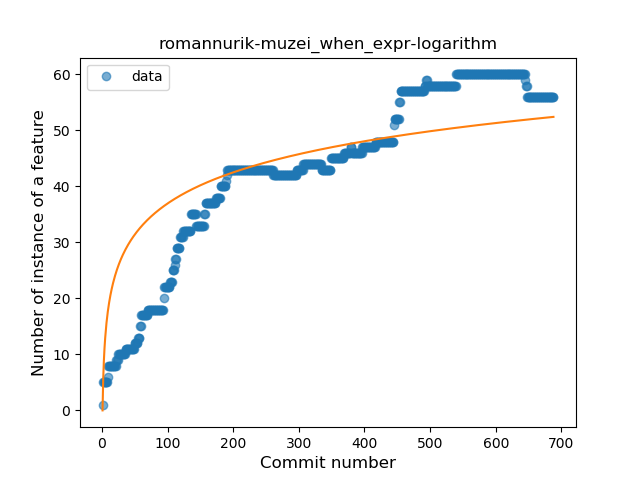 romannurik-muzei_when_expr-logarithm
data
Number of instance of a feature
60
50
40
30
20
10
0
0 100 200 300 400 500 600 700
Commit number